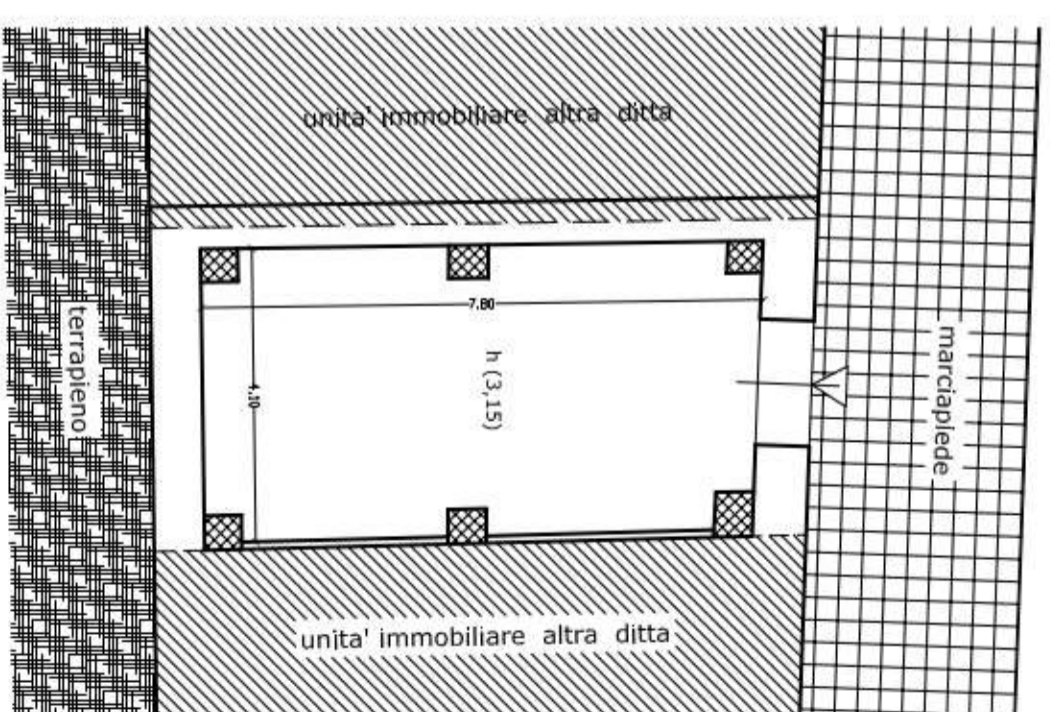 unita' immobiliare altra ditta
7.80
terrapieno
4.10
h (3,15)
marciapiede
unita' immobiliare altra ditta